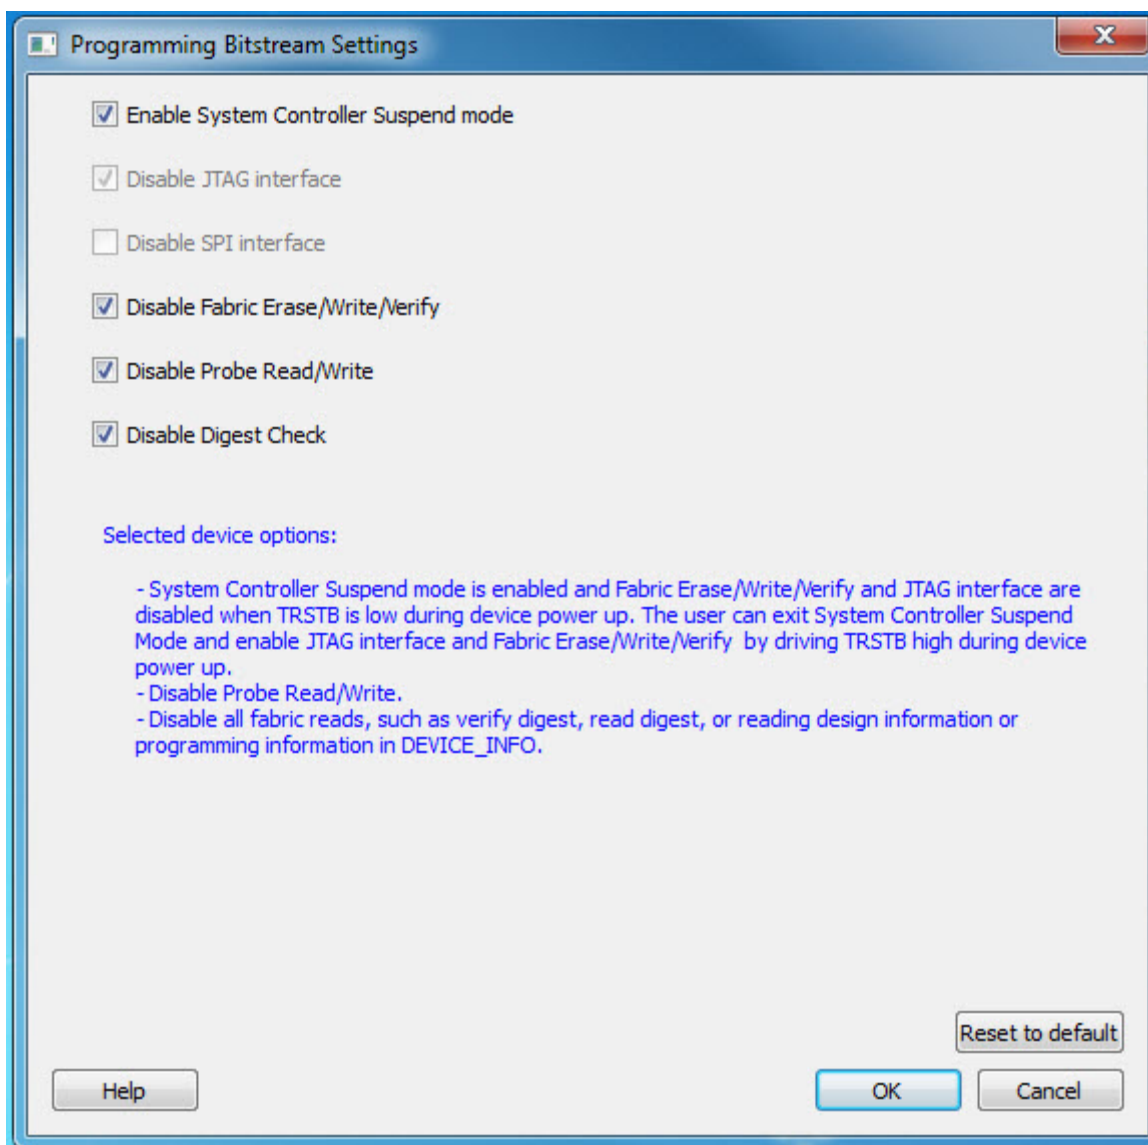 Programming Bitstream Settings
Enable System Controller Suspend mode
Disable JTAG interface
Disable SPI interface
Disable Fabric Erase/Write/Verify
Disable Probe Read/Write
Disable Digest Check
Selected device options:
- System Controller Suspend mode is enabled and Fabric Erase/Write/Verify and JTAG interface are
disabled when TRSTB is low during device power up. The user can exit System Controller Suspend
Mode and enable JTAG interface and Fabric Erase/Write/Verify by driving TRSTB high during device
power up.
- Disable Probe Read/Write.
- Disable all fabric reads, such as verify digest, read digest, or reading design information or
programming information in DEVICE_INFO.
Reset to default
Help
OK
Cancel